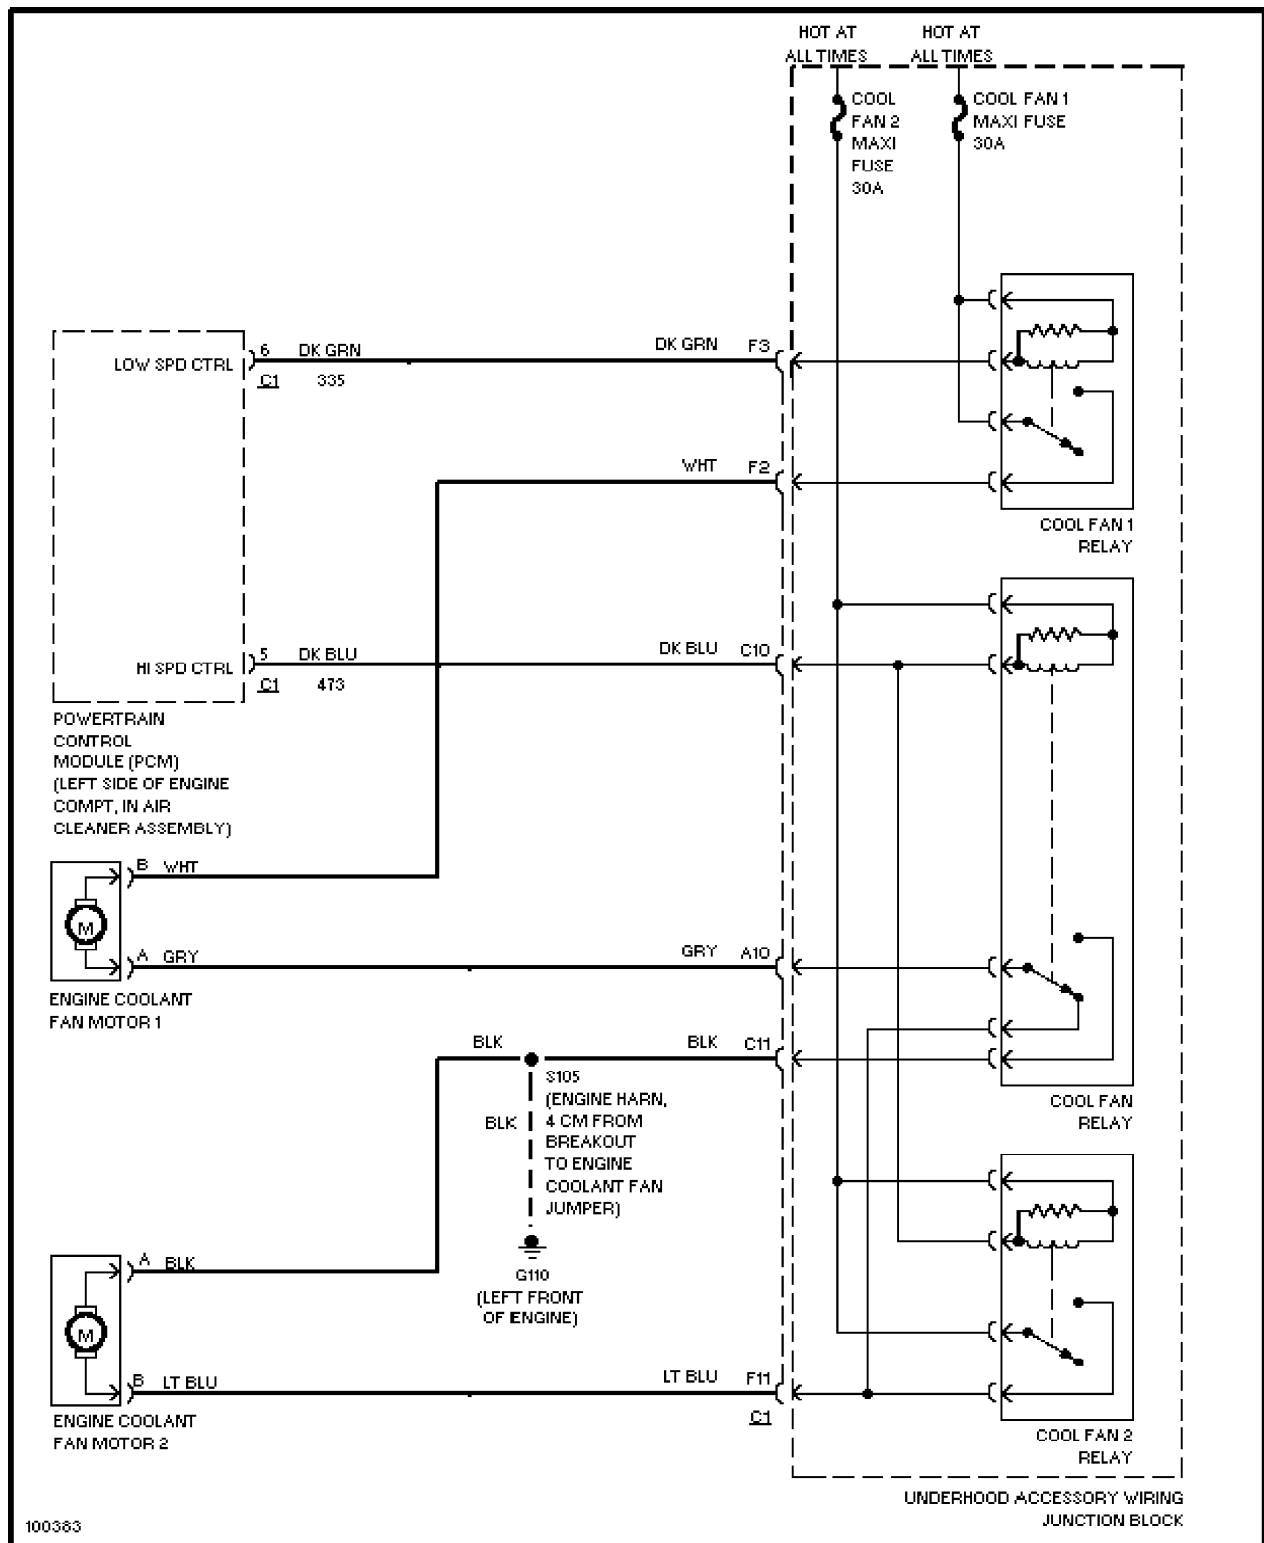 HOT AT
ALL TIMES
HOT AT
ALL TIMES
COOL
FAN 2
MAXI
FUSE
30A
COOL FAN 1
MAXI FUSE
30A
LOW SPD CTRL
6
C1
DK GRN
335
DK GRN
F3
WHT
F2
COOL FAN 1
RELAY
HI SPD CTRL
5
C1
DK BLU
473
DK BLU
C10
POWERTRAIN
CONTROL
MODULE (PCM)
(LEFT SIDE OF ENGINE
COMPT, IN AIR
CLEANER ASSEMBLY)
B
WHT
M
A
GRY
GRY
A10
ENGINE COOLANT
FAN MOTOR 1
BLK
BLK
C11
S105
(ENGINE HARN,
4 CM FROM
BREAKOUT
TO ENGINE
COOLANT FAN
JUMPER)
BLK
COOL FAN
RELAY
G110
(LEFT FRONT
OF ENGINE)
A
BLK
M
B
LT BLU
LT BLU
F11
C1
ENGINE COOLANT
FAN MOTOR 2
COOL FAN 2
RELAY
UNDERHOOD ACCESSORY WIRING
JUNCTION BLOCK
100383